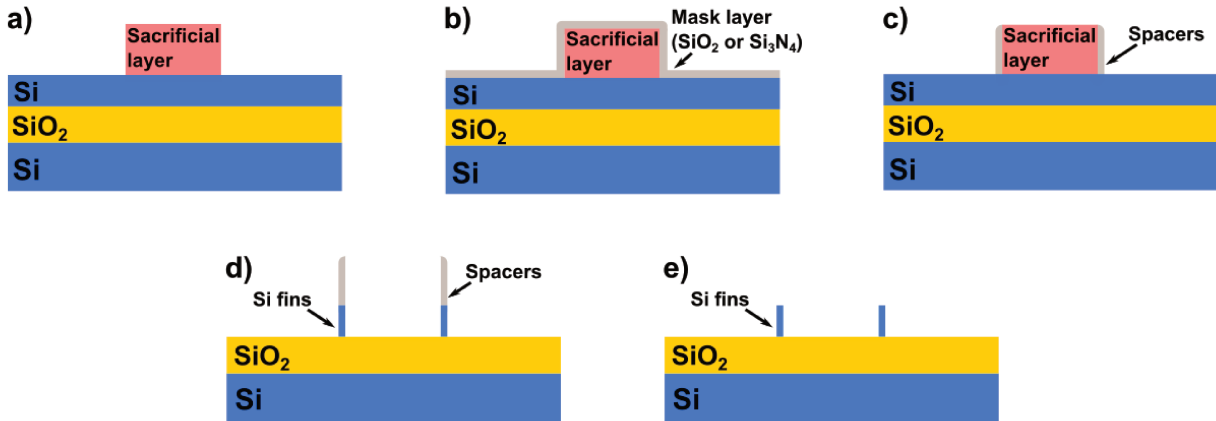 a)
Sacrificial
layer
Si
SiO₂
Si
b)
Mask layer
(SiO₂ or Si₃N₄)
Sacrificial
layer
Si
SiO₂
Si
c)
Sacrificial
layer
Spacers
Si
SiO₂
Si
d)
Spacers
Si fins
SiO₂
Si
e)
Si fins
SiO₂
Si